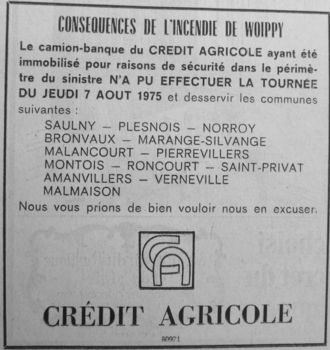 CONSEQUENCES DE L'INCENDIE DE WOIPPY
Le camion-banque du CREDIT AGRICOLE ayant été
immobilisé pour raisons de sécurité dans le périmè-
tre du sinistre N'A PU EFFECTUER LA TOURNÉE
DU JEUDI 7 AOUT 1975 et desservir les communes
suivantes :
SAULNY — PLESNOIS — NORROY
BRONVAUX — MARANGE-SILVANGE
MALANCOURT — PIERREVILLERS
MONTOIS — RONCOURT — SAINT-PRIVAT
AMANVILLERS — VERNEVILLE
MALMAISON
Nous vous prions de bien vouloir nous en excuser.
CA
CRÉDIT AGRICOLE